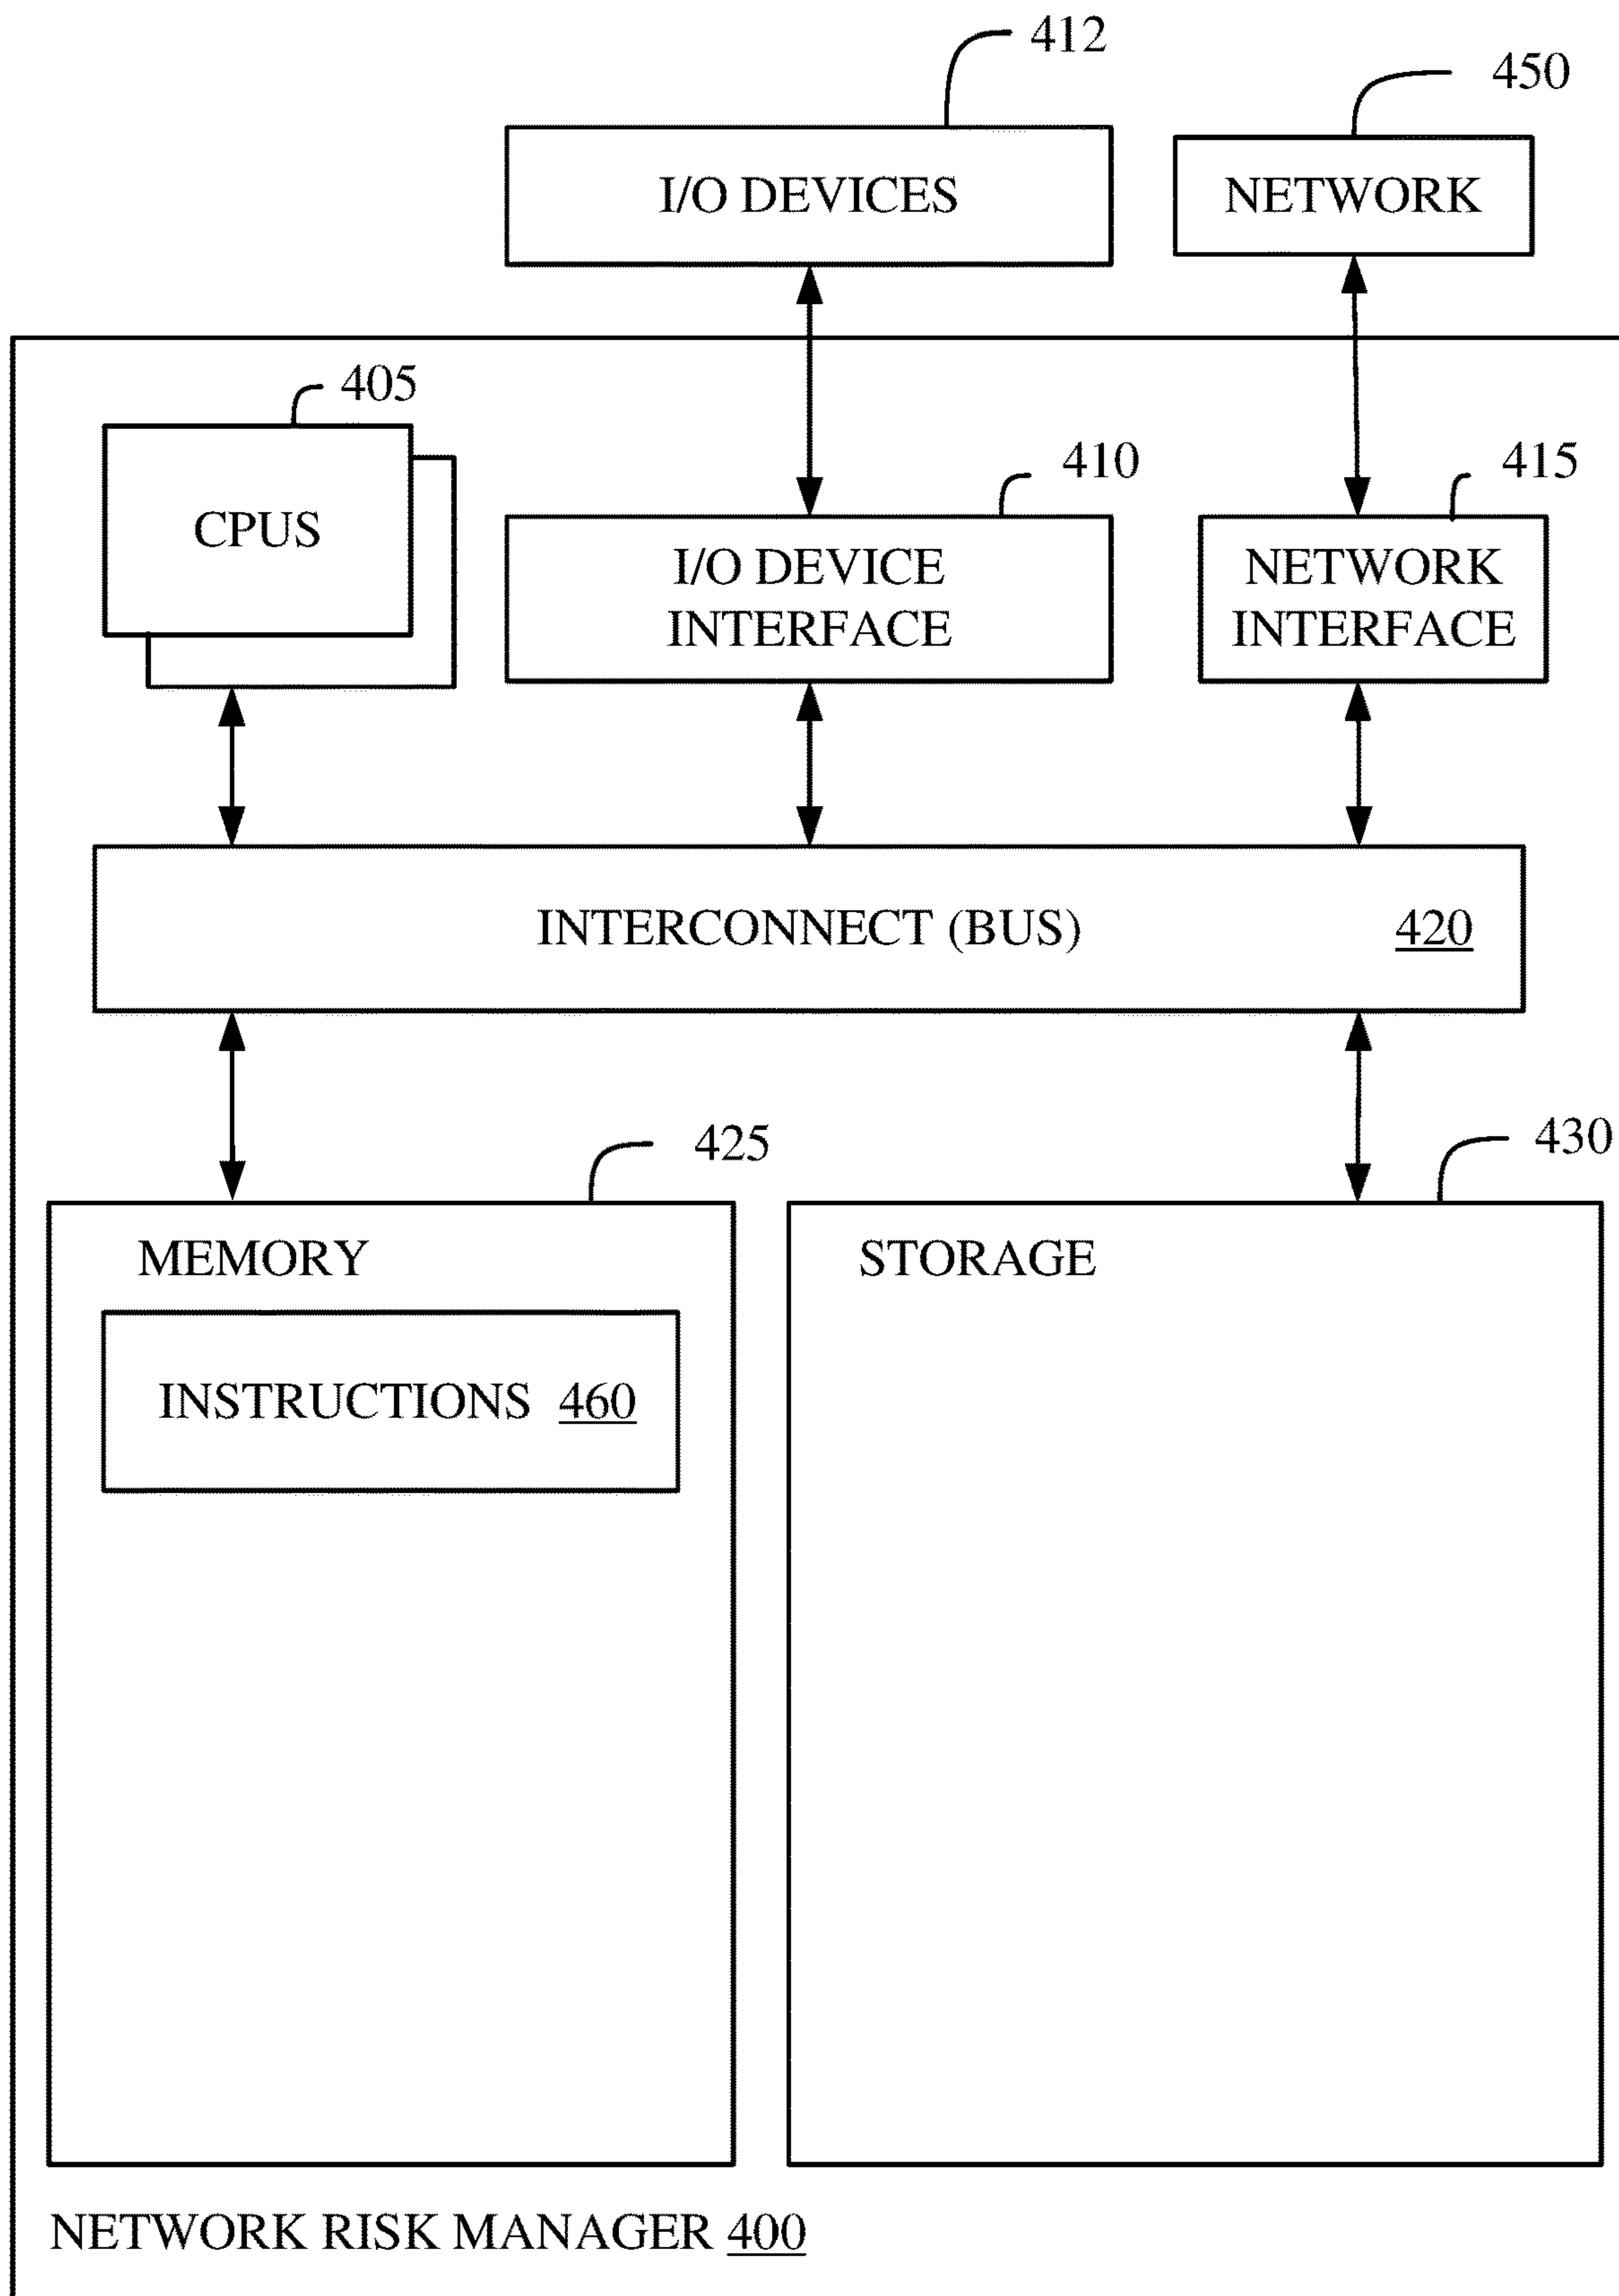 412
450
I/O DEVICES
NETWORK
405
410
415
CPUS
I/O DEVICE
INTERFACE
NETWORK
INTERFACE
INTERCONNECT (BUS) 420
425
430
MEMORY
STORAGE
INSTRUCTIONS 460
NETWORK RISK MANAGER 400